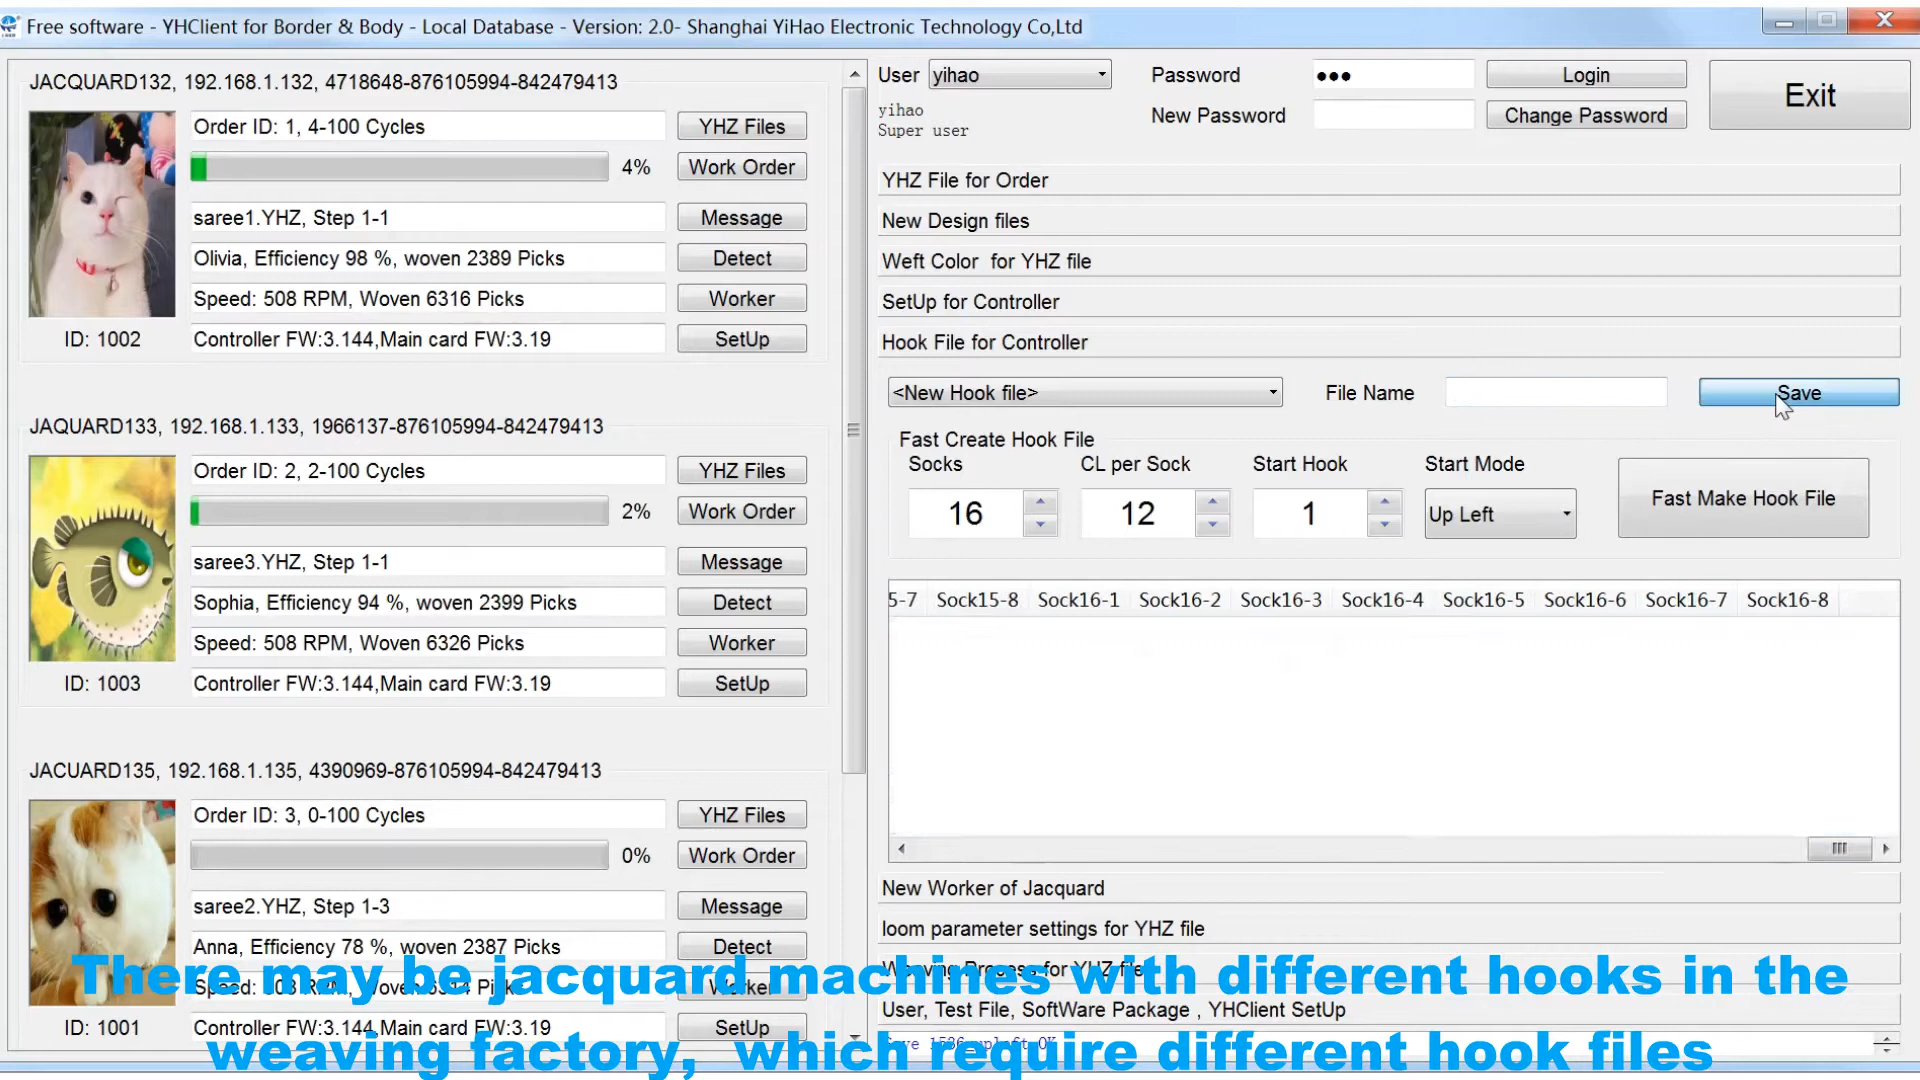 Free software - YHClient for Border & Body - Local Database - Version: 2.0- Shanghai YiHao Electronic Technology Co,Ltd
JACQUARD132, 192.168.1.132, 4718648-876105994-842479413
Order ID: 1, 4-100 Cycles
YHZ Files
4%
Work Order
saree1.YHZ, Step 1-1
Message
Olivia, Efficiency 98 %, woven 2389 Picks
Detect
Speed: 508 RPM, Woven 6316 Picks
Worker
ID: 1002
Controller FW:3.144,Main card FW:3.19
SetUp
JAQUARD133, 192.168.1.133, 1966137-876105994-842479413
Order ID: 2, 2-100 Cycles
YHZ Files
2%
Work Order
saree3.YHZ, Step 1-1
Message
Sophia, Efficiency 94 %, woven 2399 Picks
Detect
Speed: 508 RPM, Woven 6326 Picks
Worker
ID: 1003
Controller FW:3.144,Main card FW:3.19
SetUp
JACUARD135, 192.168.1.135, 4390969-876105994-842479413
Order ID: 3, 0-100 Cycles
YHZ Files
0%
Work Order
saree2.YHZ, Step 1-3
Message
Anna, Efficiency 78 %, woven 2387 Picks
Detect
Worker
ID: 1001
Controller FW:3.144,Main card FW:3.19
SetUp
User yihao Password ●●● Login Exit
yihao
Super user
New Password Change Password
YHZ File for Order
New Design files
Weft Color for YHZ file
SetUp for Controller
Hook File for Controller
<New Hook file> File Name Save
Fast Create Hook File
Socks CL per Sock Start Hook Start Mode
16 12 1 Up Left Fast Make Hook File
5-7 Sock15-8 Sock16-1 Sock16-2 Sock16-3 Sock16-4 Sock16-5 Sock16-6 Sock16-7 Sock16-8
New Worker of Jacquard
loom parameter settings for YHZ file
Weaving Process for YHZ file
User, Test File, SoftWare Package , YHClient SetUp
There may be jacquard machines with different hooks in the
weaving factory, which require different hook files